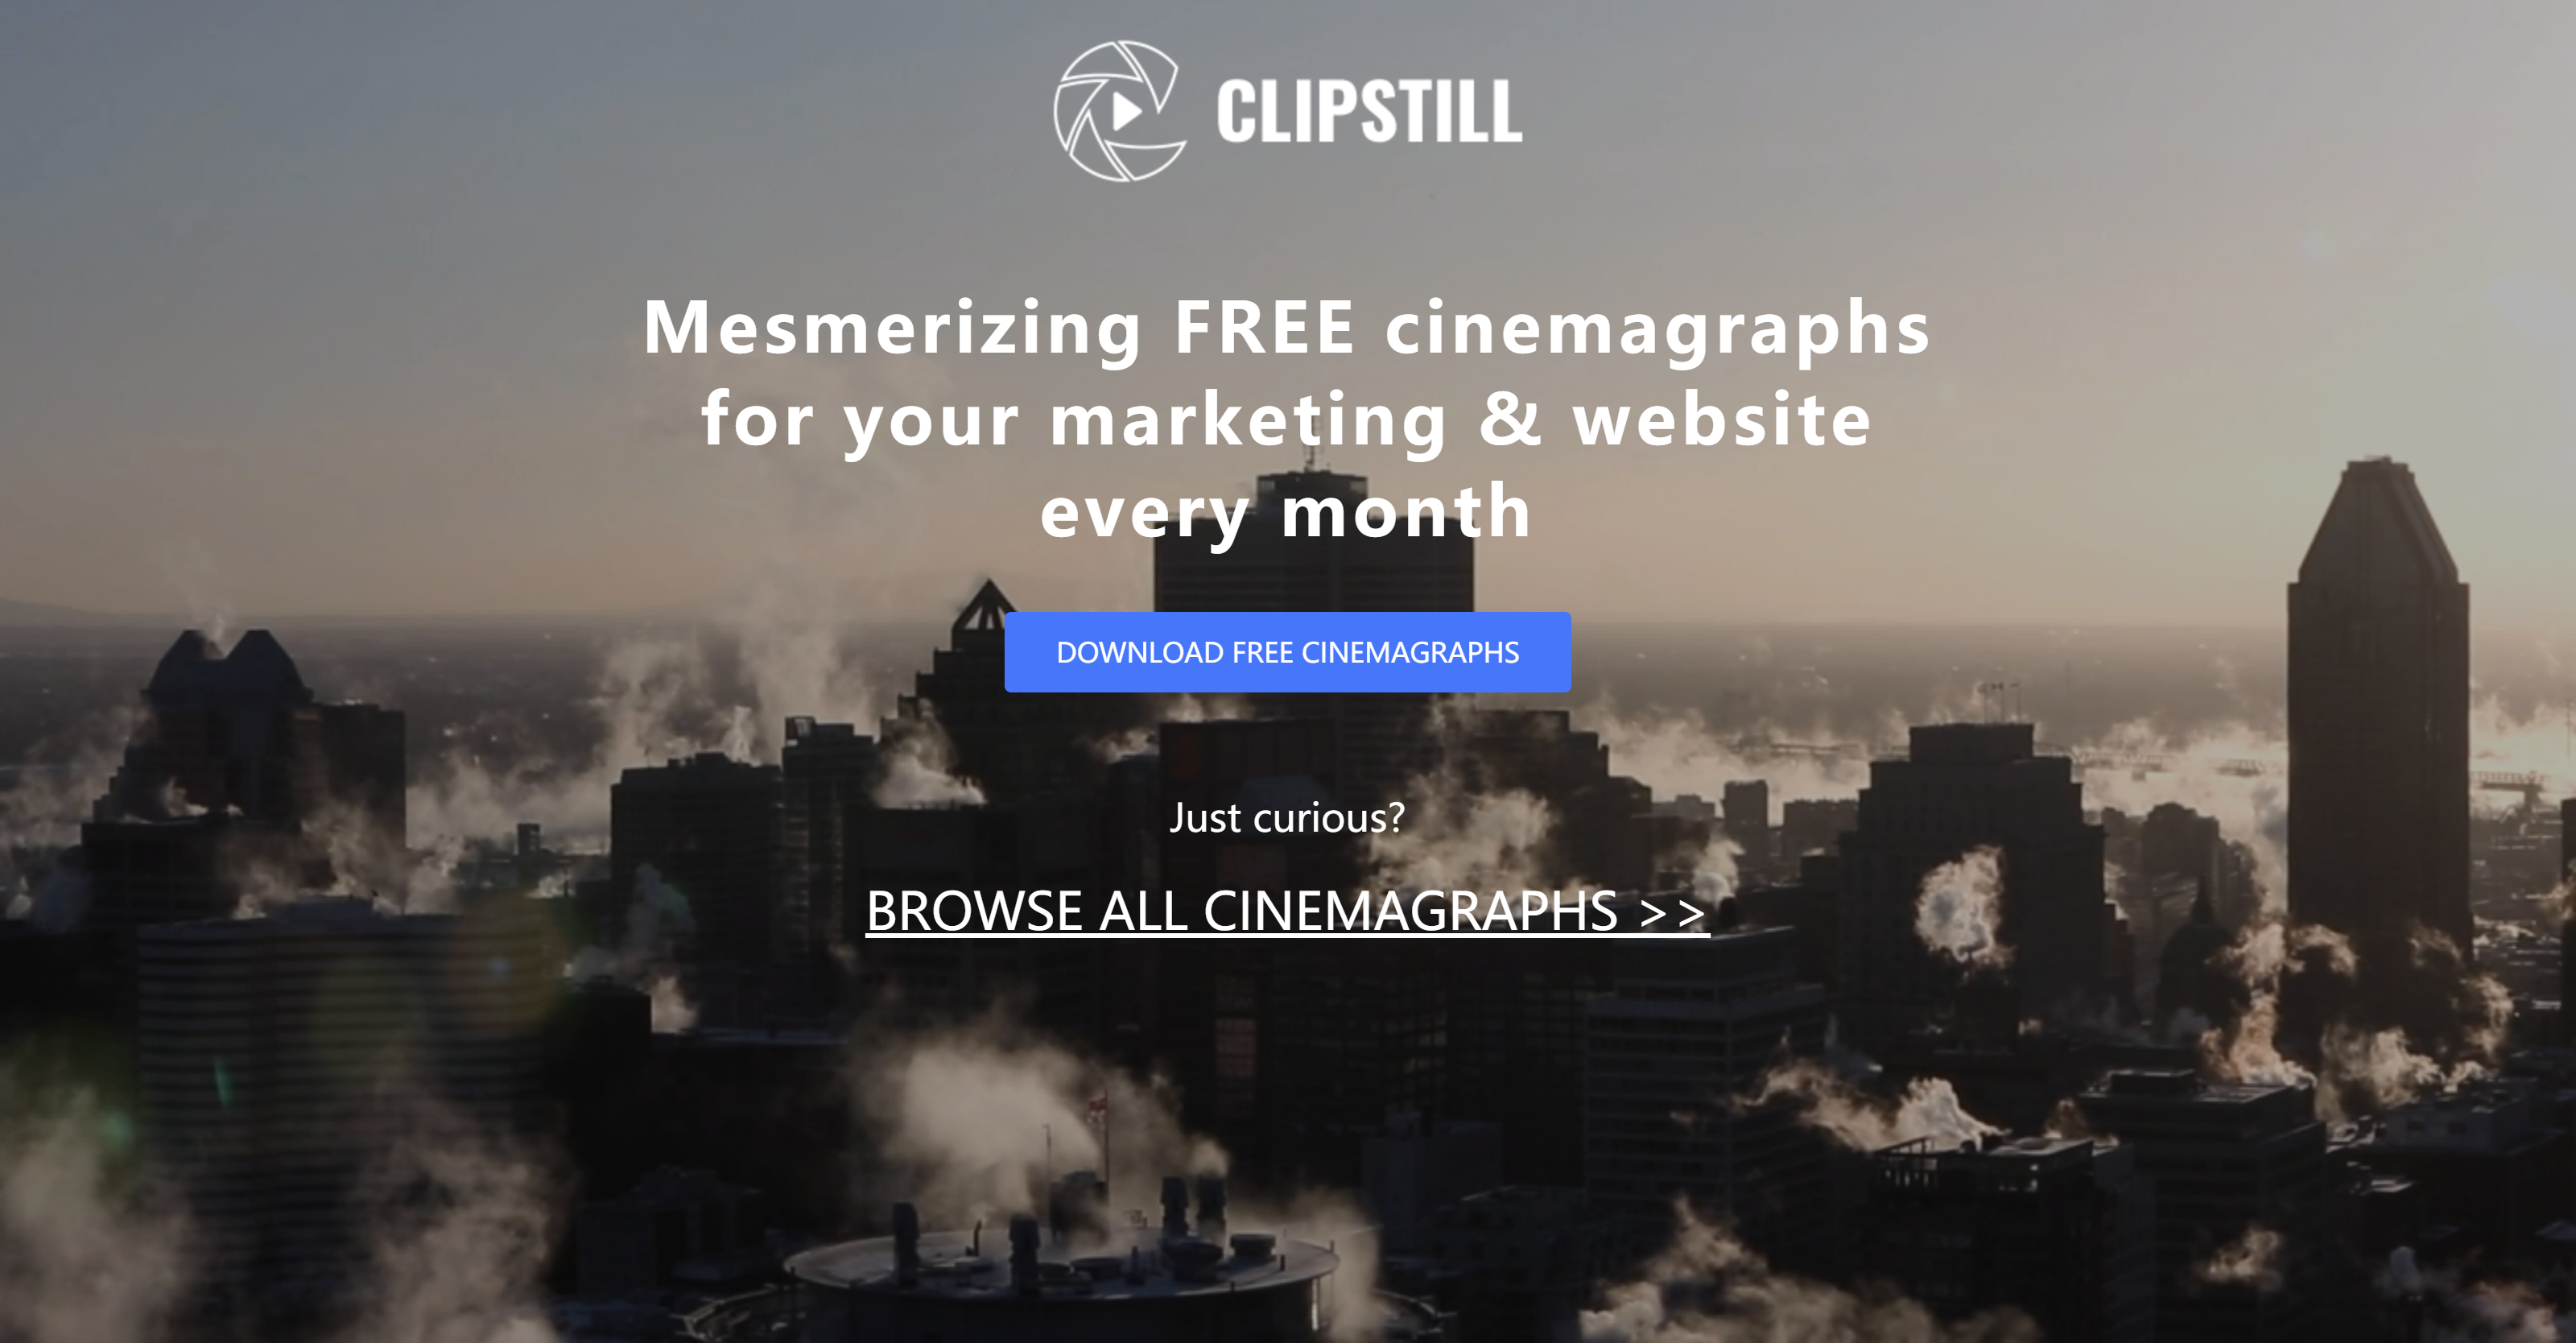 CLIPSTILL
Mesmerizing FREE cinemagraphs
for your marketing & website
every month
DOWNLOAD FREE CINEMAGRAPHS
Just curious?
BROWSE ALL CINEMAGRAPHS >>